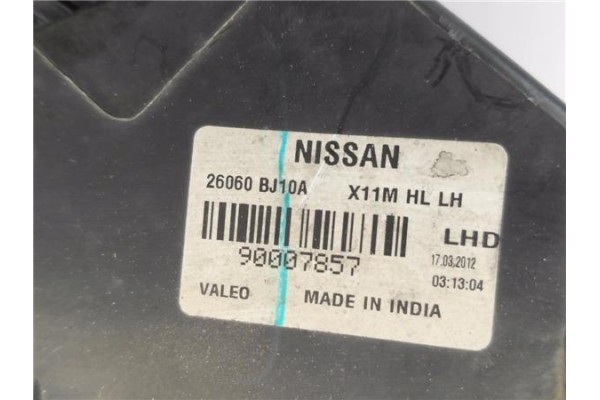 NISSAN
26060 BJ10A X11M HL LH
LHD
90007857 17.03.2012
03:13:04
VALEO MADE IN INDIA